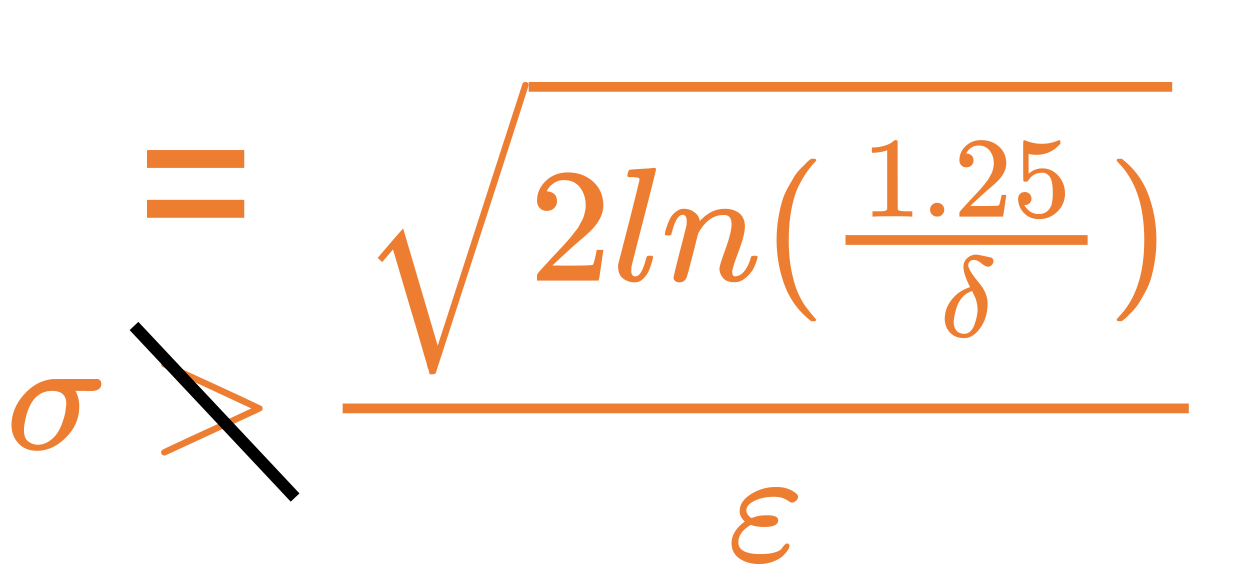 =
σ > √2ln(1.25/δ)
ε